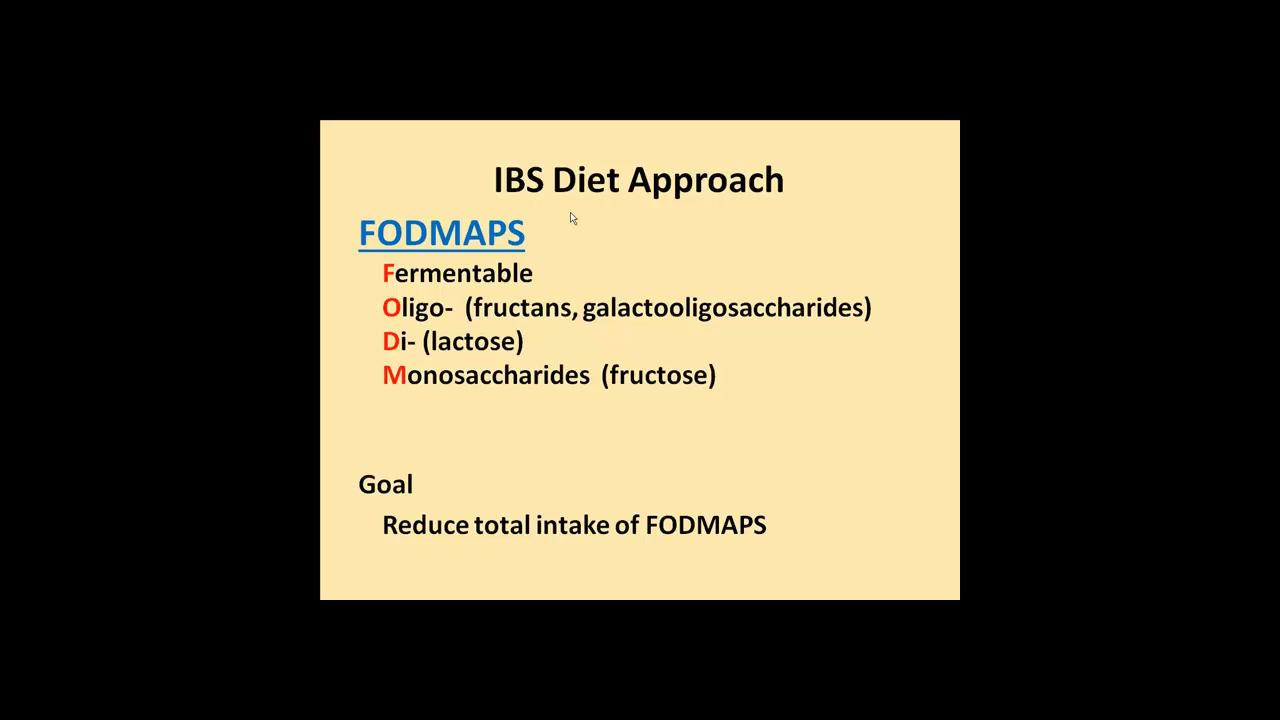 IBS Diet Approach
FODMAPS
Fermentable
Oligo- (fructans, galactooligosaccharides)
Di- (lactose)
Monosaccharides (fructose)
Goal
Reduce total intake of FODMAPS